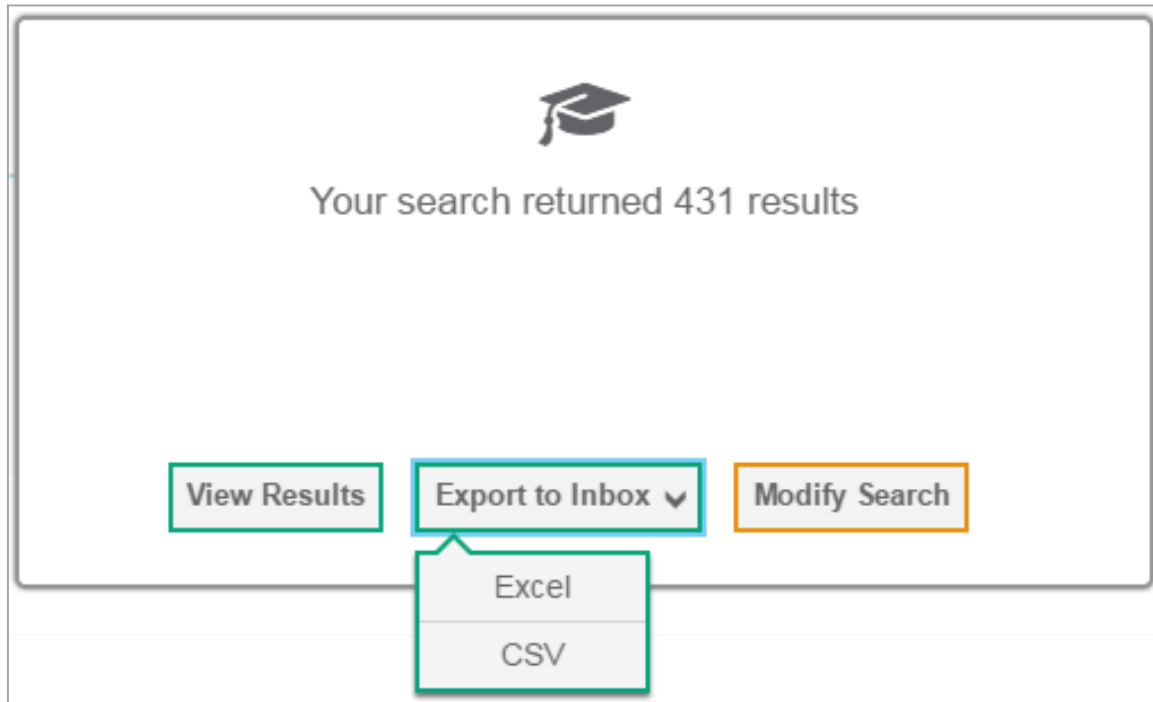 Your search returned 431 results
View Results Export to Inbox Modify Search
Excel
CSV